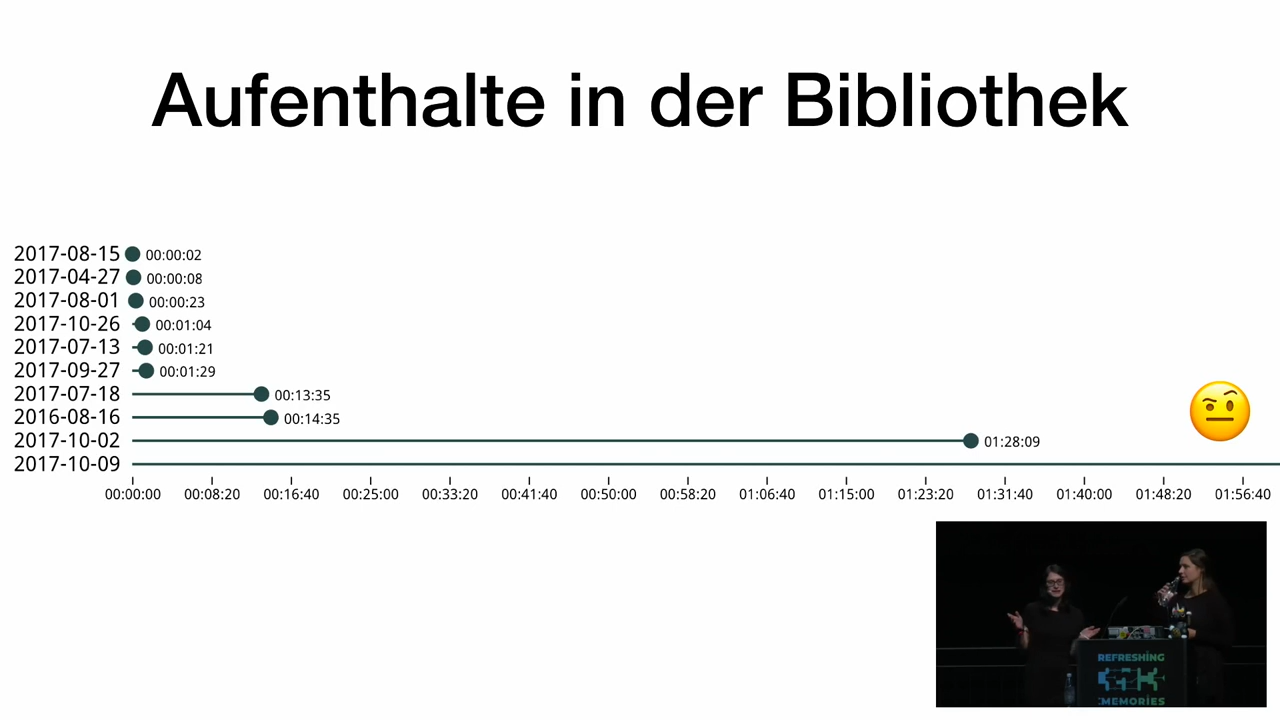 Aufenthalte in der Bibliothek
2017-08-15 00:00:02
2017-04-27 00:00:08
2017-08-01 00:00:23
2017-10-26 00:01:04
2017-07-13 00:01:21
2017-09-27 00:01:29
2017-07-18 00:13:35
2016-08-16 00:14:35
2017-10-02 01:28:09
2017-10-09
00:00:00 00:08:20 00:16:40 00:25:00 00:33:20 00:41:40 00:50:00 00:58:20 01:06:40 01:15:00 01:23:20 01:31:40 01:40:00 01:48:20 01:56:40
REFRESHING
MEMORIES